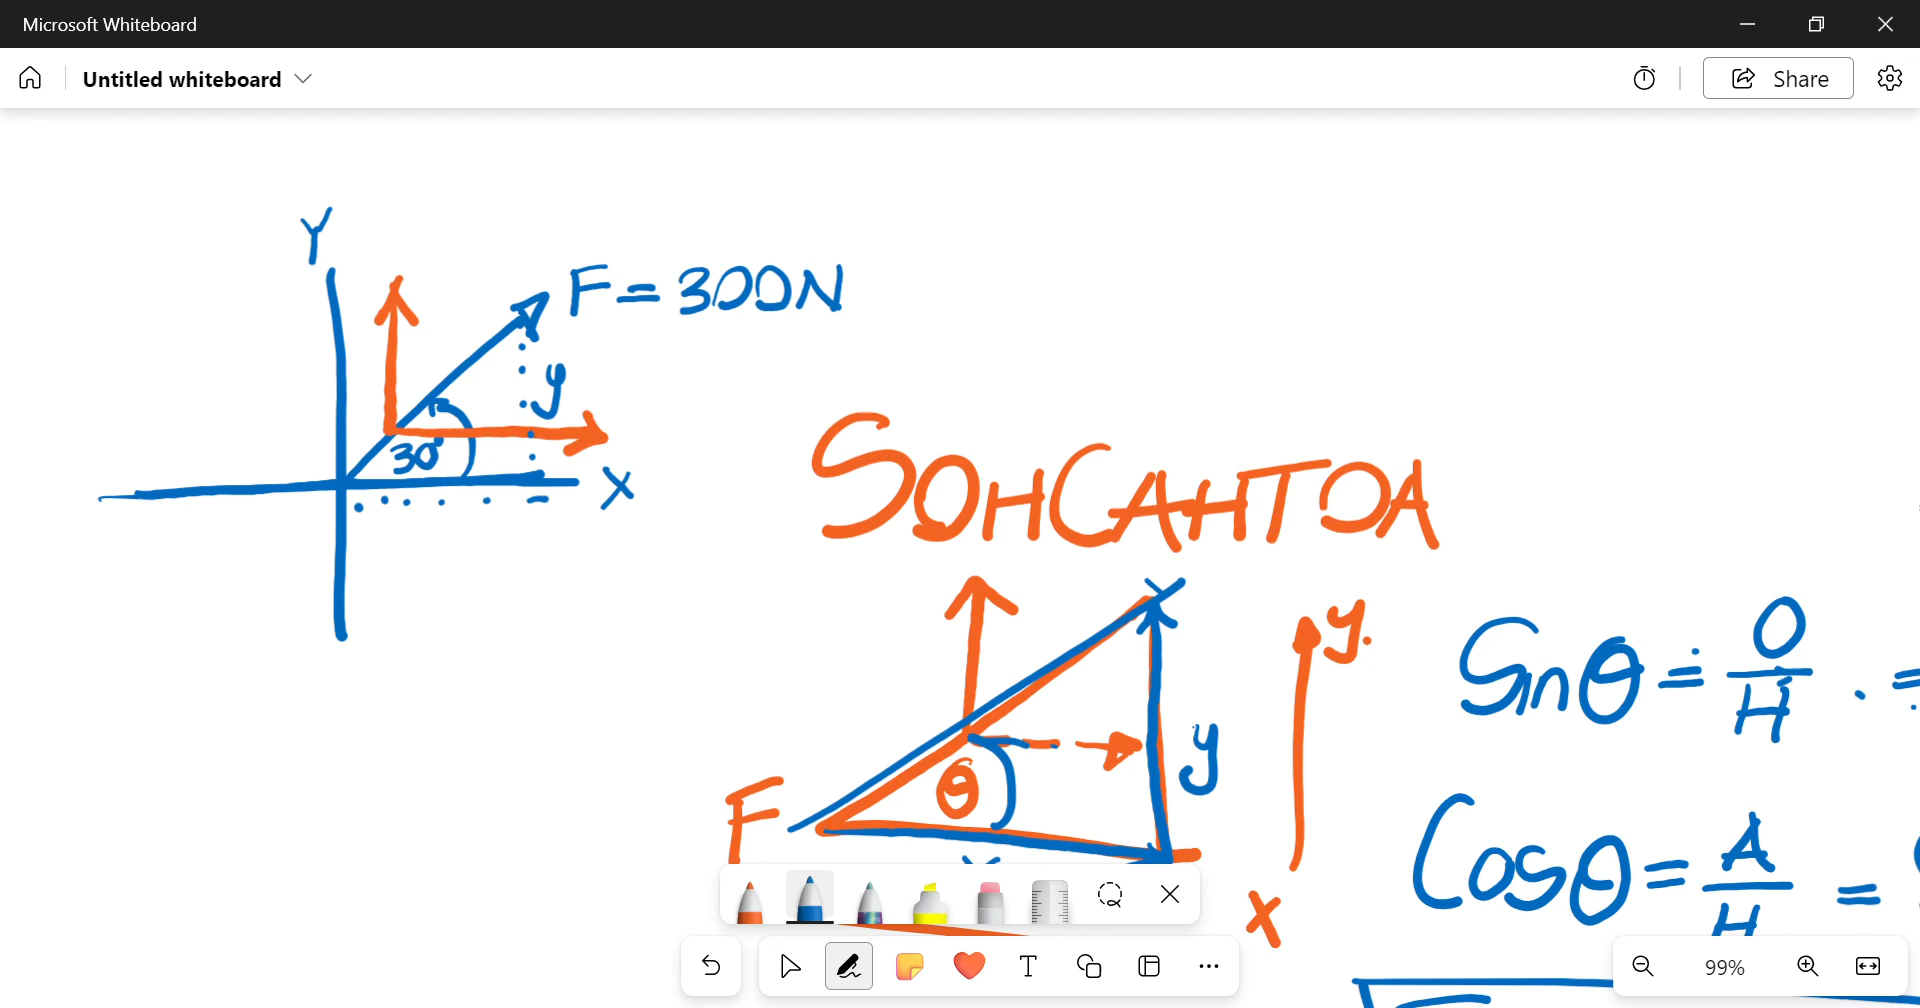 Microsoft Whiteboard
Untitled whiteboard
Share
Y
F = 300N
y
30°
X
SOHCAHTOA
y.
Sinθ = O/H . =
y
θ
F
Cosθ = A/H =
x
99%